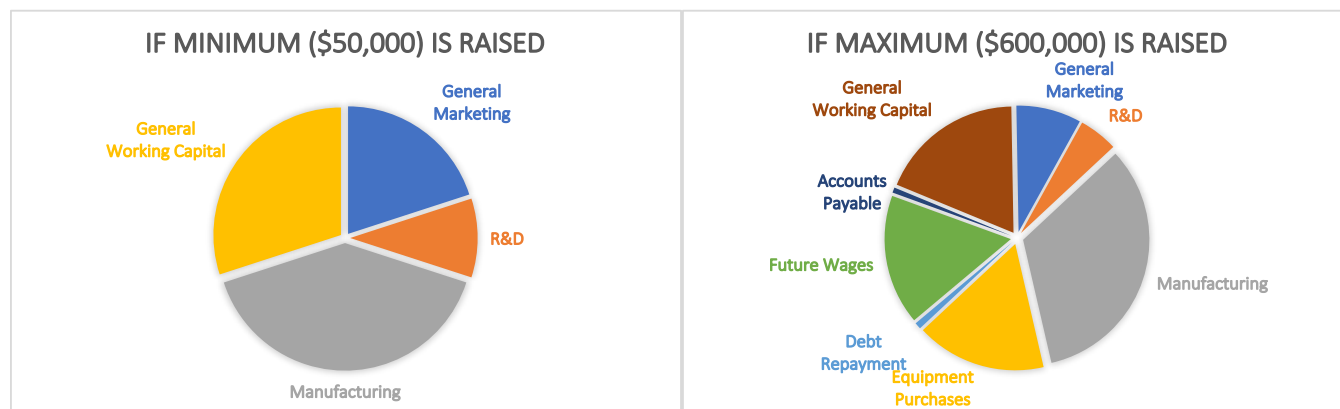 IF MINIMUM ($50,000) IS RAISED
General
Marketing
General
Working Capital
R&D
Manufacturing
IF MAXIMUM ($600,000) IS RAISED
General
Marketing
General
Working Capital
R&D
Accounts
Payable
Future Wages
Manufacturing
Debt
Repayment
Equipment
Purchases